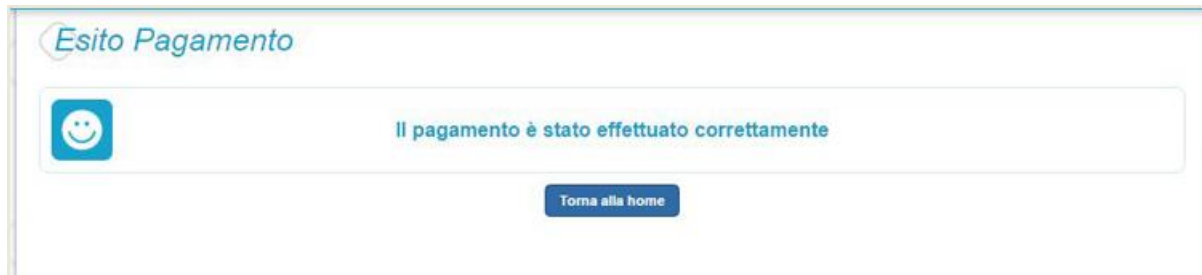 Esito Pagamento
Il pagamento è stato effettuato correttamente
Torna alla home